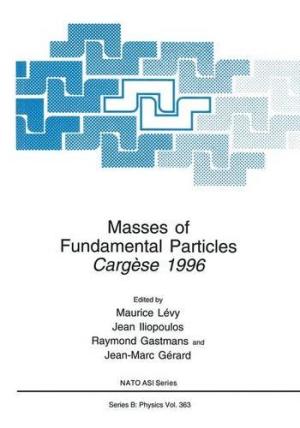 Masses of
Fundamental Particles
Cargèse 1996
Edited by
Maurice Lévy
Jean Iliopoulos
Raymond Gastmans and
Jean-Marc Gérard
NATO ASI Series
Series B: Physics Vol. 363